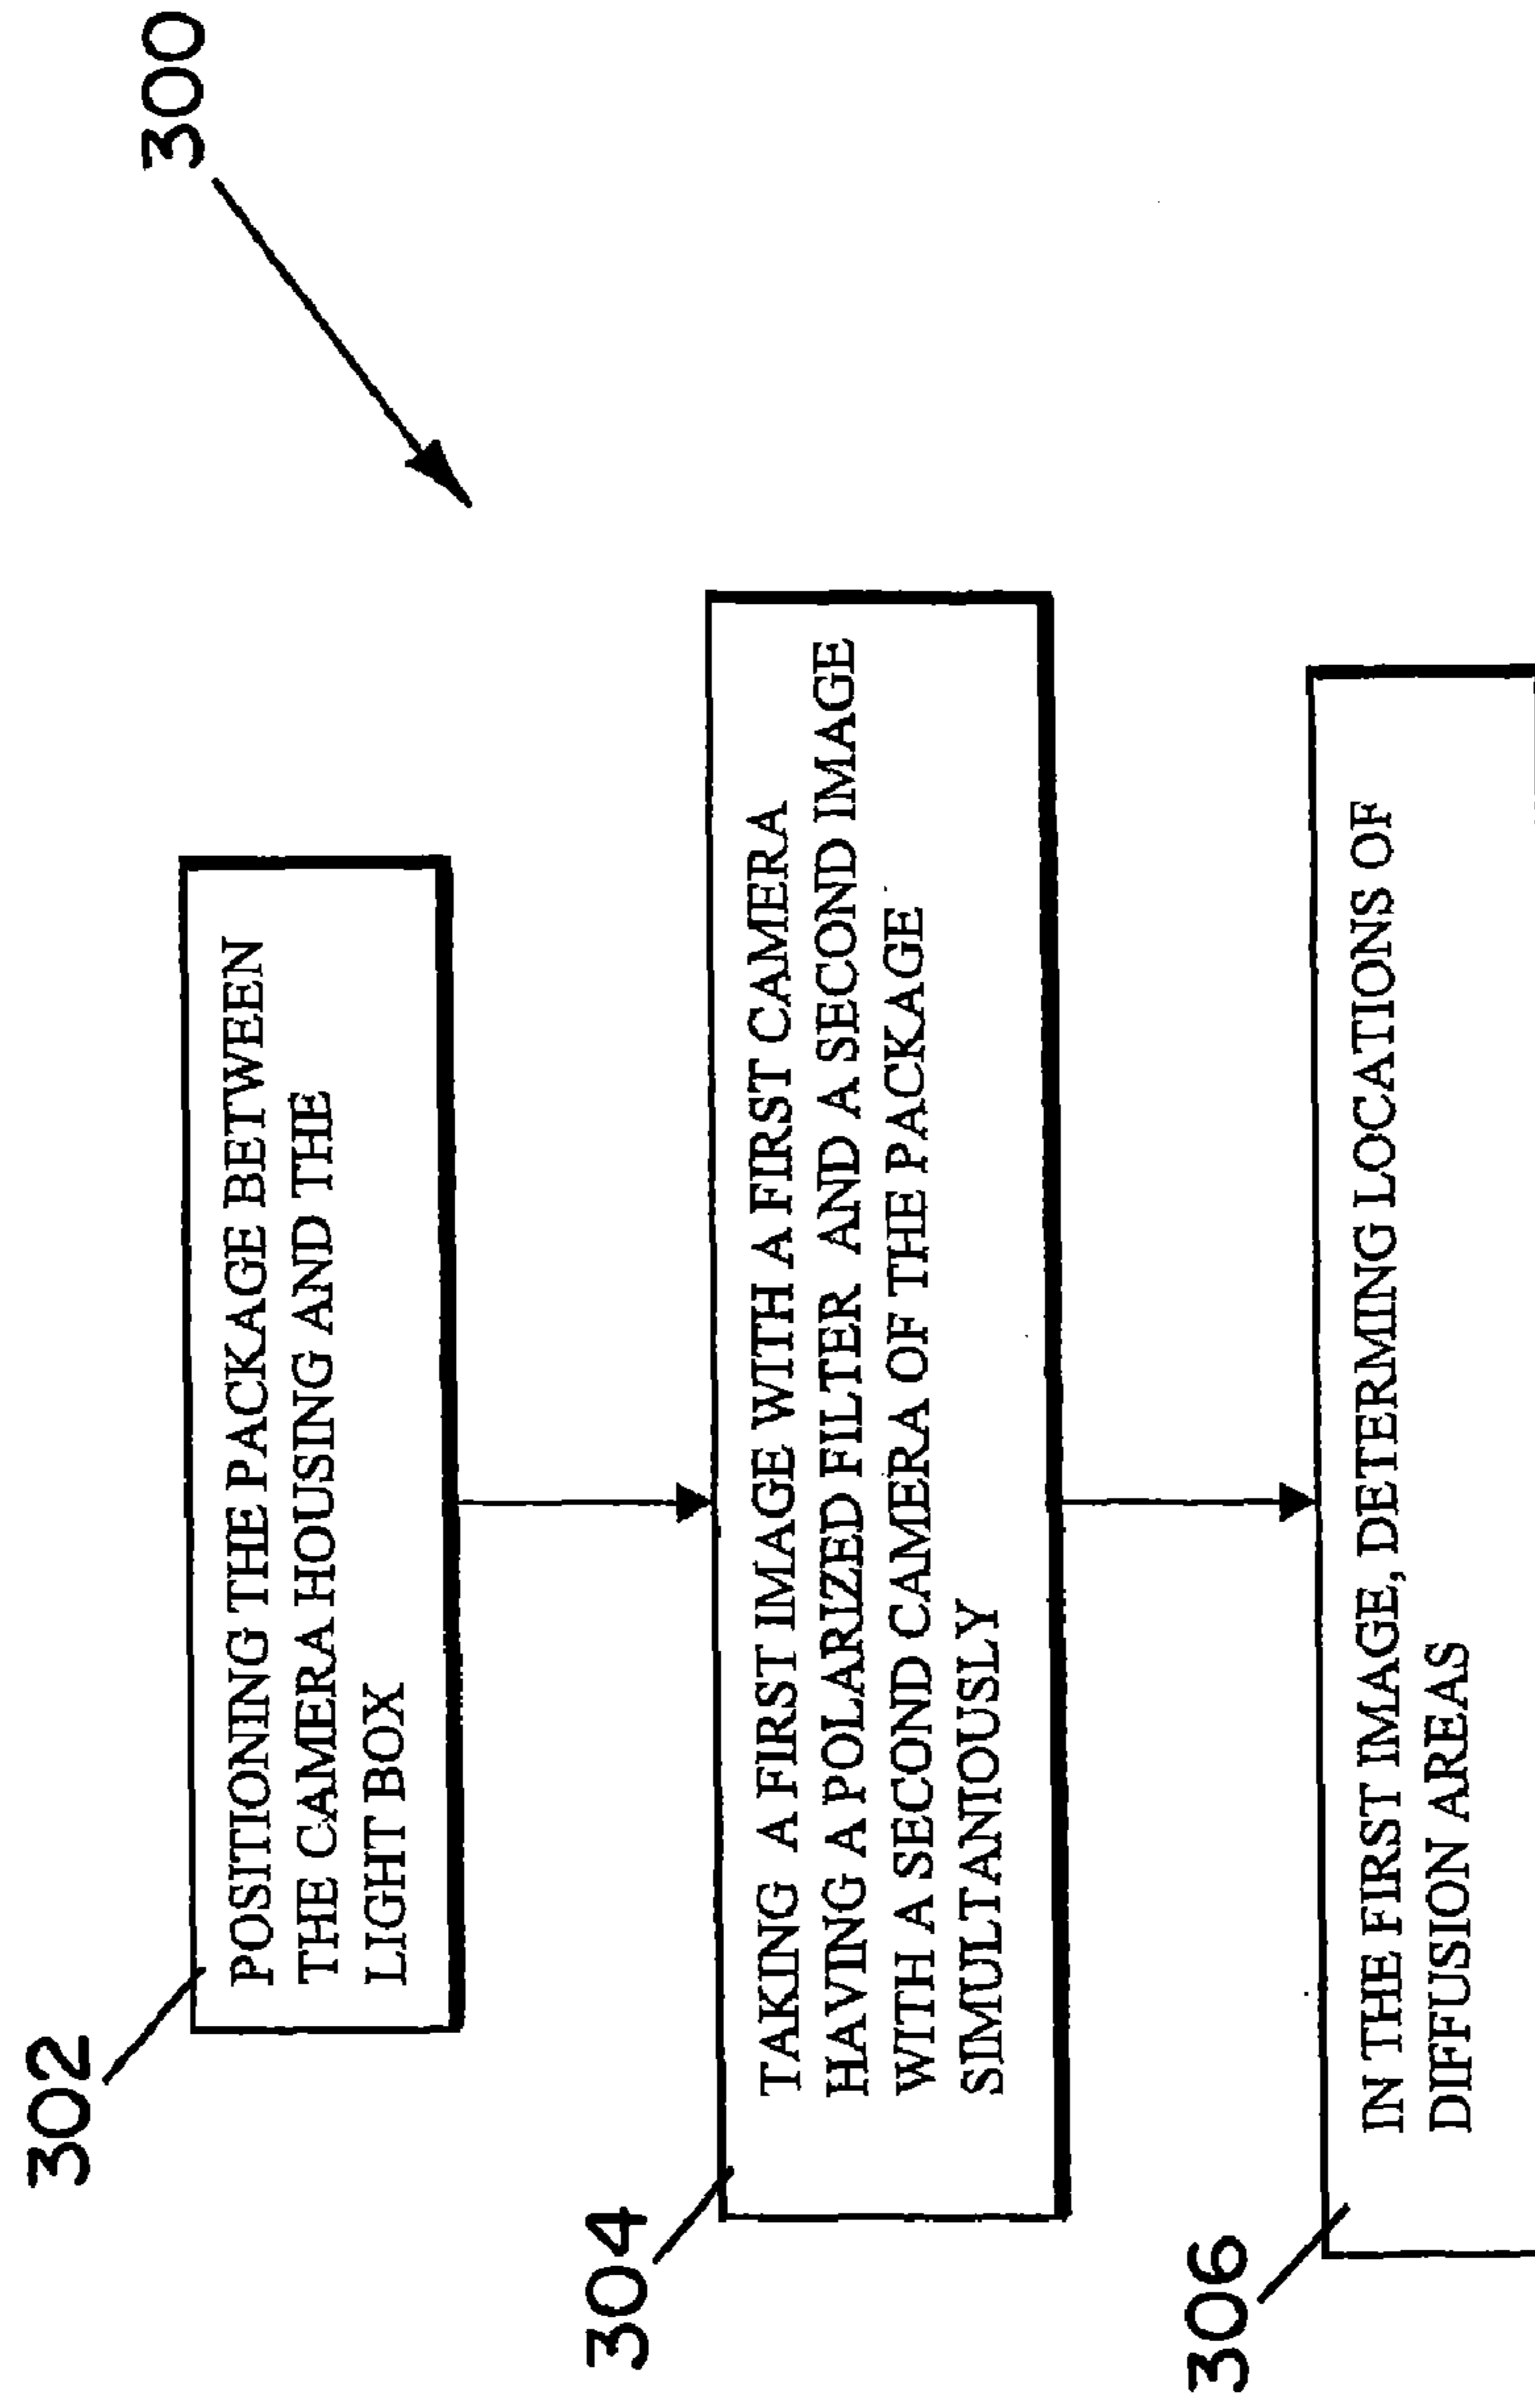 300
302
POSITIONING THE PACKAGE BETWEEN
THE CAMERA HOUSING AND THE
LIGHT BOX
304
TAKING A FIRST IMAGE WITH A FIRST CAMERA
HAVING A POLARIZED FILTER AND A SECOND IMAGE
WITH A SECOND CAMERA OF THE PACKAGE
SIMULTANIOUSLY
306
IN THE FIRST IMAGE, DETERMING LOCATIONS OF
DIFFUSION AREAS